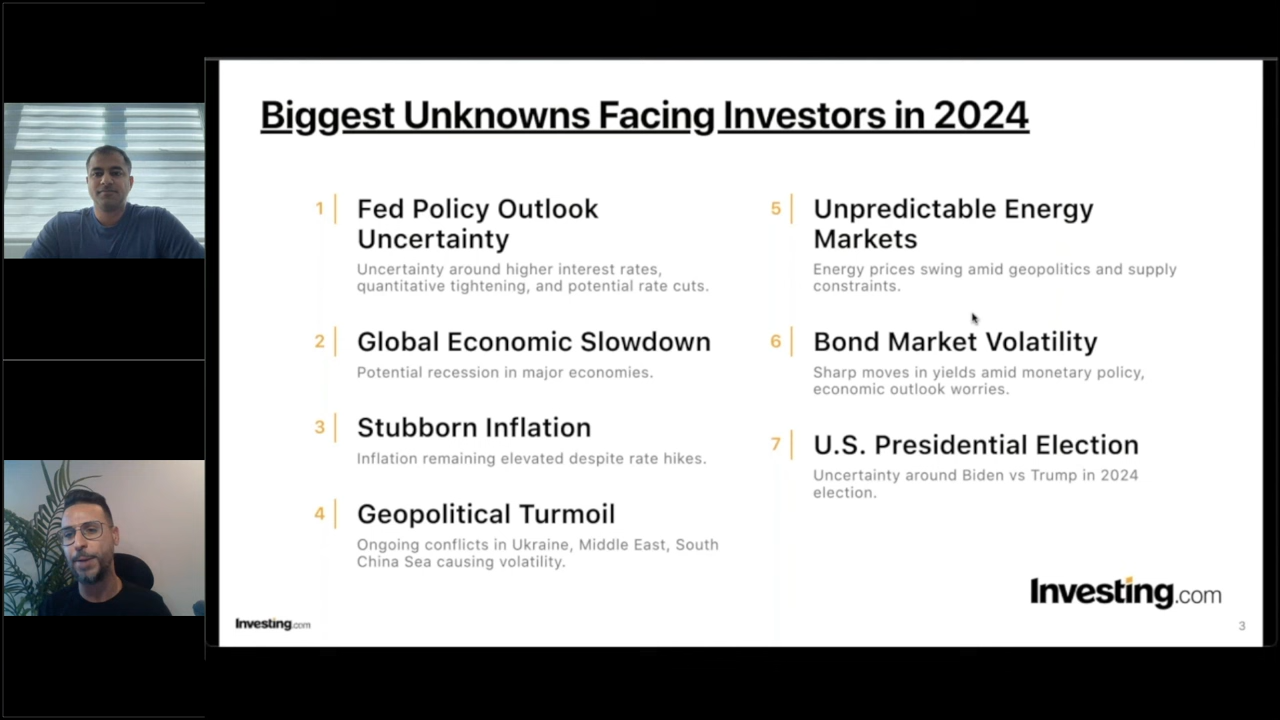 Biggest Unknowns Facing Investors in 2024
1
Fed Policy Outlook
Uncertainty
Uncertainty around higher interest rates,
quantitative tightening, and potential rate cuts.
2
Global Economic Slowdown
Potential recession in major economies.
3
Stubborn Inflation
Inflation remaining elevated despite rate hikes.
4
Geopolitical Turmoil
Ongoing conflicts in Ukraine, Middle East, South
China Sea causing volatility.
5
Unpredictable Energy
Markets
Energy prices swing amid geopolitics and supply
constraints.
6
Bond Market Volatility
Sharp moves in yields amid monetary policy,
economic outlook worries.
7
U.S. Presidential Election
Uncertainty around Biden vs Trump in 2024
election.
Investing.com
Investing.com
3